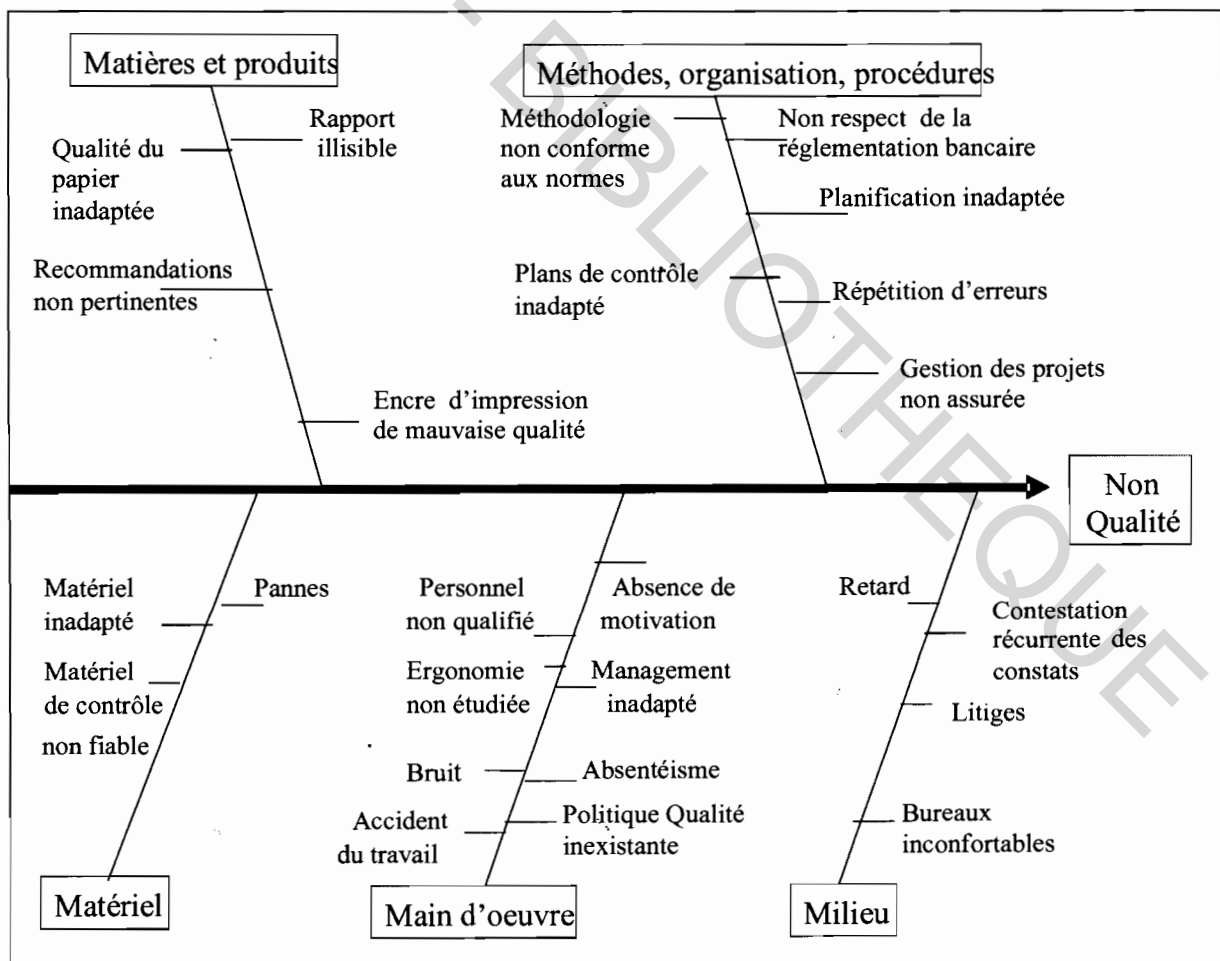 Matières et produits
Rapport
illisible
Qualité du
papier
inadaptée
Recommandations
non pertinentes
Encre d'impression
de mauvaise qualité
Méthodes, organisation, procédures
Méthodologie
non conforme
aux normes
Non respect de la
réglementation bancaire
Planification inadaptée
Plans de contrôle
inadapté
Répétition d'erreurs
Gestion des projets
non assurée
Non
Qualité
Matériel
inadapté
Pannes
Matériel
de contrôle
non fiable
Matériel
Personnel
non qualifié
Absence de
motivation
Ergonomie
non étudiée
Management
inadapté
Bruit
Absentéisme
Accident
du travail
Politique Qualité
inexistante
Main d'oeuvre
Retard
Contestation
récurrente des
constats
Litiges
Bureaux
inconfortables
Milieu
- BIBLIOTHEQUE